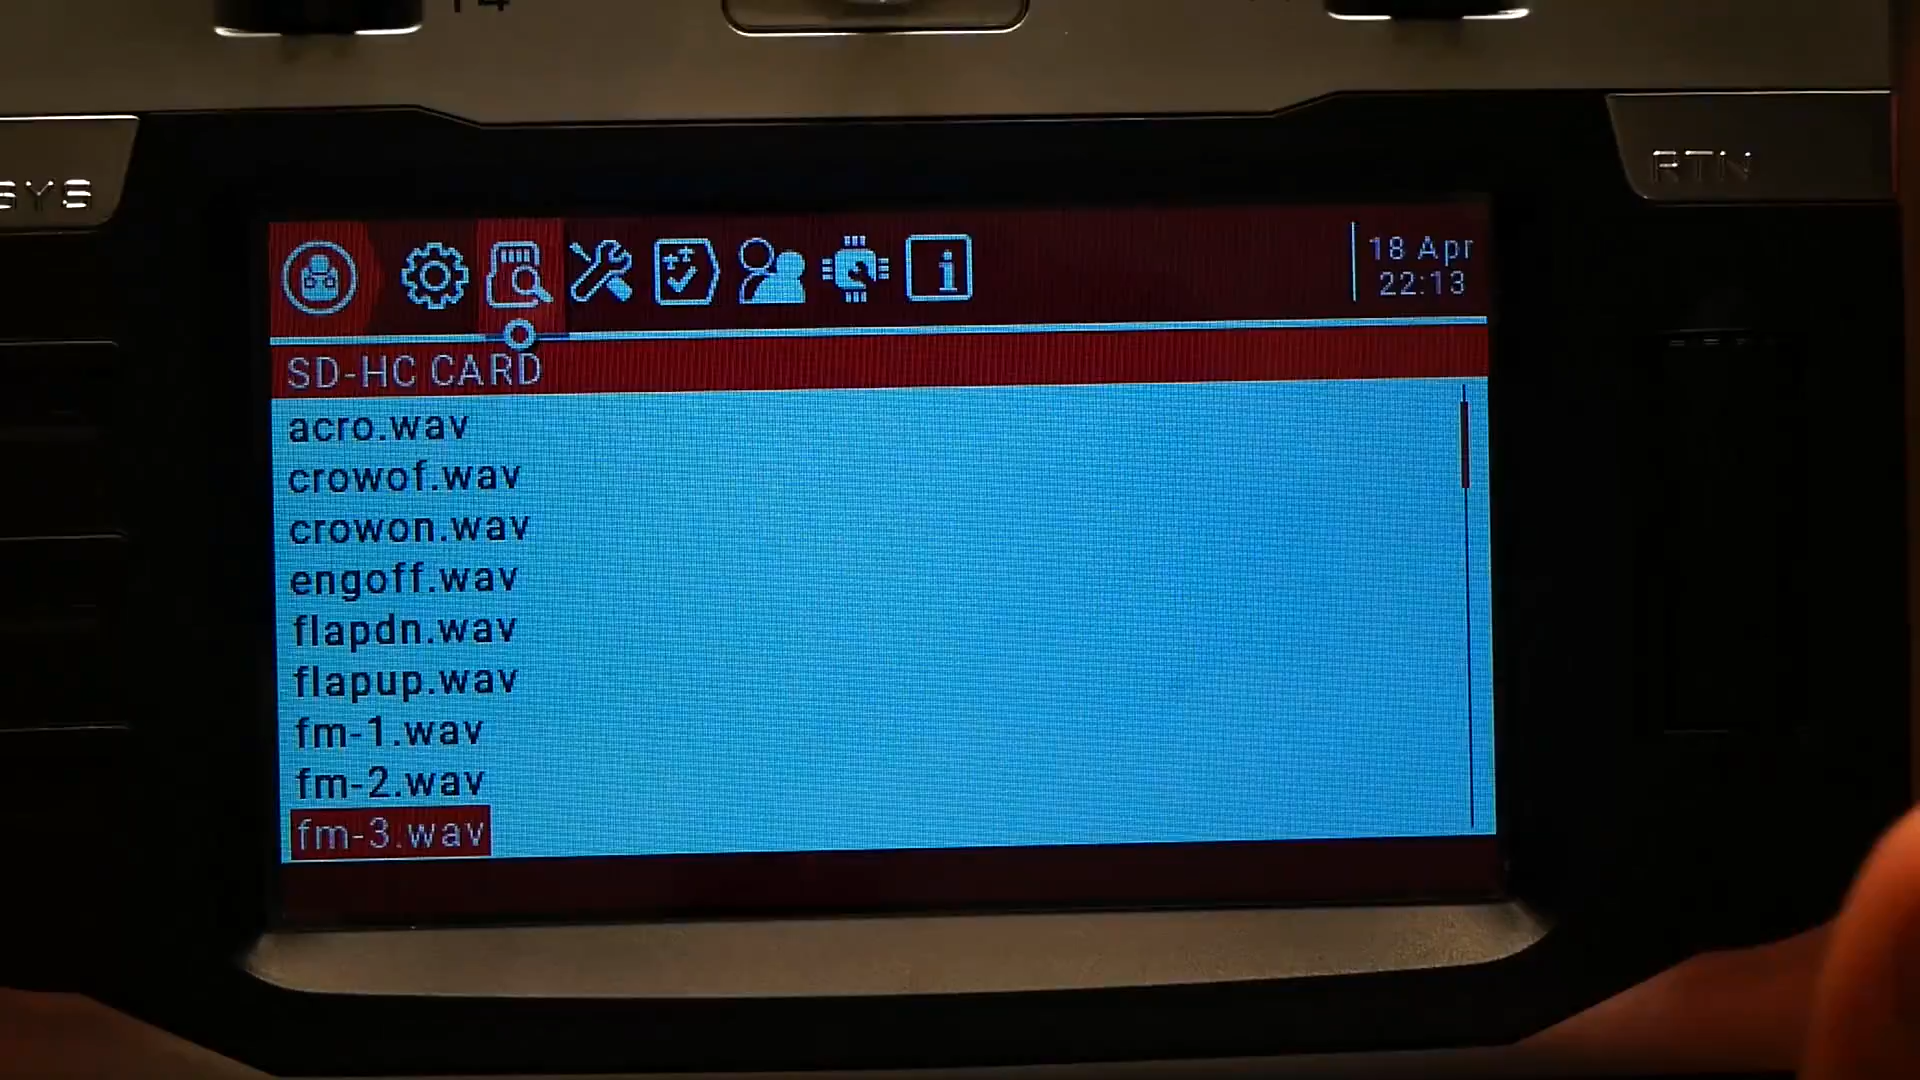 SYS
RTN
18 Apr
22:13
SD-HC CARD
acro.wav
crowof.wav
crowon.wav
engoff.wav
flapdn.wav
flapup.wav
fm-1.wav
fm-2.wav
fm-3.wav